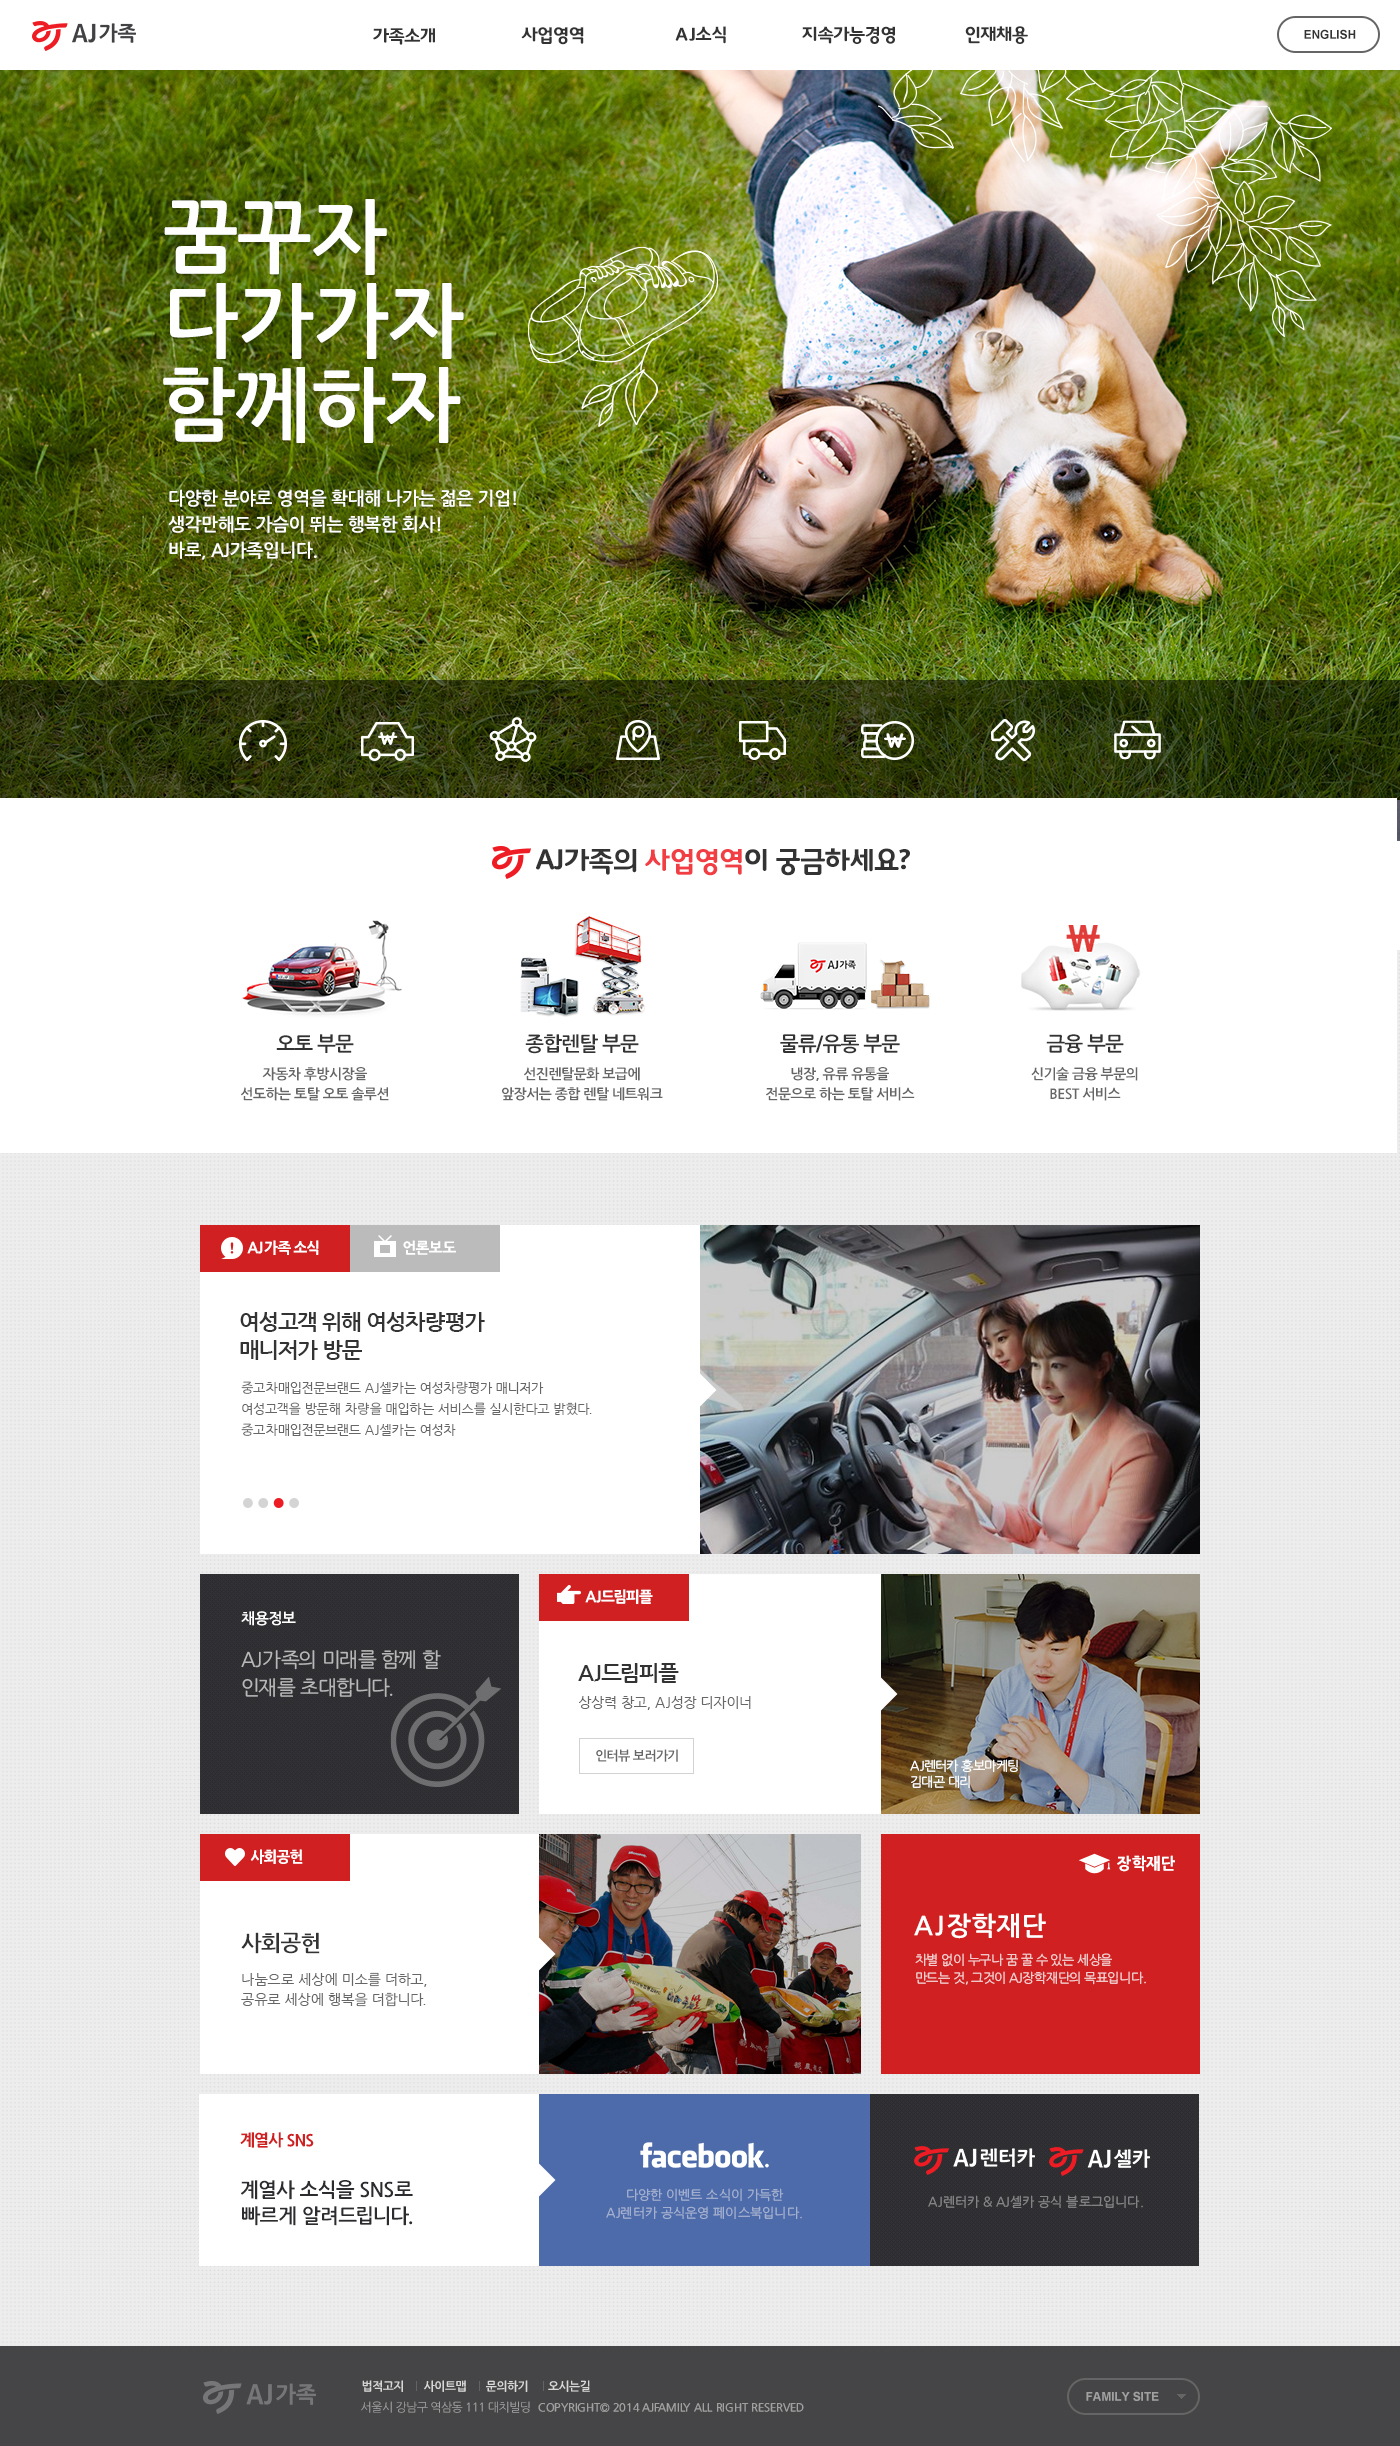 AJ가족
가족소개
사업영역
AJ소식
지속가능경영
인재채용
ENGLISH
꿈꾸자
다가가자
함께하자
다양한 분야로 영역을 확대해 나가는 젊은 기업!
생각만해도 가슴이 뛰는 행복한 회사!
바로, AJ가족입니다.
AJ가족의 사업영역이 궁금하세요?
AJ가족
오토 부문
자동차 후방시장을
선도하는 토탈 오토 솔루션
종합렌탈 부문
선진렌탈문화 보급에
앞장서는 종합 렌탈 네트워크
물류/유통 부문
냉장, 유류 유통을
전문으로 하는 토탈 서비스
금융 부문
신기술 금융 부문의
BEST 서비스
AJ가족 소식
언론보도
여성고객 위해 여성차량평가
매니저가 방문
중고차매입전문브랜드 AJ셀카는 여성차량평가 매니저가
여성고객을 방문해 차량을 매입하는 서비스를 실시한다고 밝혔다.
중고차매입전문브랜드 AJ셀카는 여성차
채용정보
AJ가족의 미래를 함께 할
인재를 초대합니다.
AJ드림피플
AJ드림피플
상상력 창고, AJ성장 디자이너
인터뷰 보러가기
AJ렌터카 홍보마케팅
김대곤 대리
사회공헌
사회공헌
나눔으로 세상에 미소를 더하고,
공유로 세상에 행복을 더합니다.
장학재단
AJ장학재단
차별 없이 누구나 꿈 꿀 수 있는 세상을
만드는 것, 그것이 AJ장학재단의 목표입니다.
계열사 SNS
계열사 소식을 SNS로
빠르게 알려드립니다.
facebook.
다양한 이벤트 소식이 가득한
AJ렌터카 공식운영 페이스북입니다.
AJ렌터카
AJ셀카
AJ렌터카 & AJ셀카 공식 블로그입니다.
AJ가족
법적고지 | 사이트맵 | 문의하기 | 오시는길
서울시 강남구 역삼동 111 대치빌딩 COPYRIGHT© 2014 AJFAMILY ALL RIGHT RESERVED
FAMILY SITE